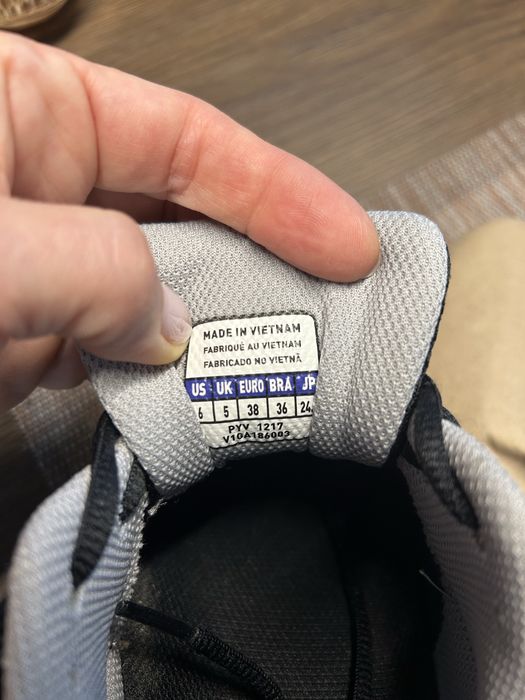 MADE IN VIETNAM
FABRIQUÉ AU VIETNAM
FABRICADO NO VIETNÃ
US UK EURO BRA JP
6 5 38 36 24.
PYV 1217
V10A186003